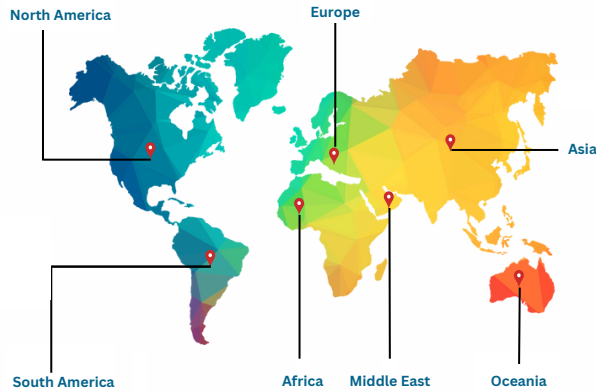 North America
Europe
Asia
South America
Africa
Middle East
Oceania